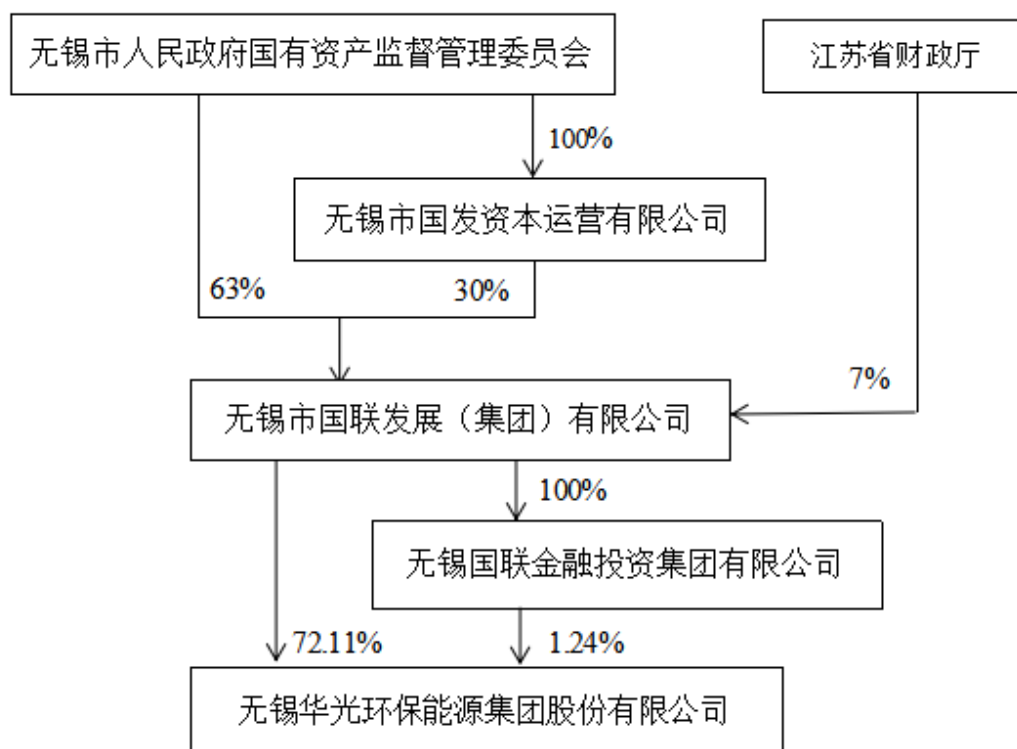 无锡市人民政府国有资产监督管理委员会
江苏省财政厅
100%
无锡市国发资本运营有限公司
63%
30%
7%
无锡市国联发展（集团）有限公司
100%
无锡国联金融投资集团有限公司
72.11%
1.24%
无锡华光环保能源集团股份有限公司